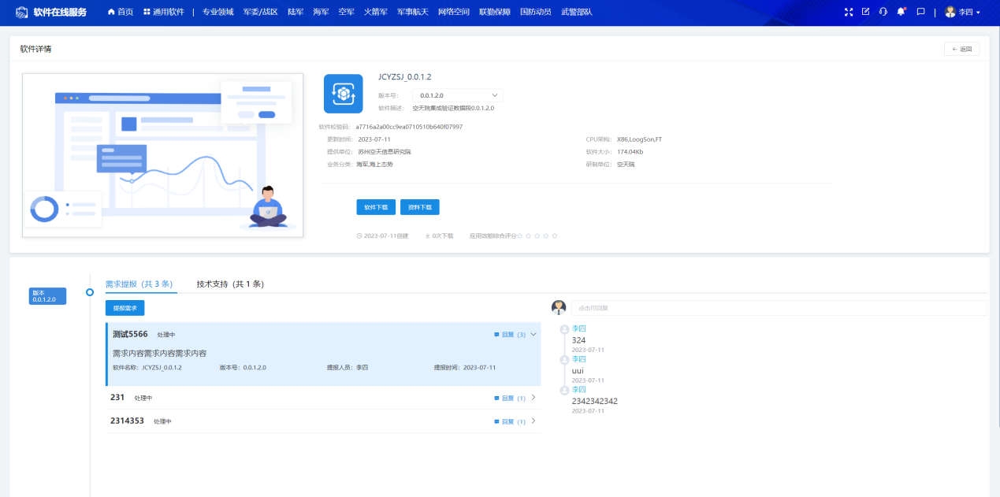 软件在线服务 首页 通用软件 | 专业领域 军委/战区 陆军 海军 空军 火箭军 军事航天 网络空间 联勤保障 国防动员 武警部队 | 李四
软件详情 返回
JCYZSJ_0.0.1.2
版本号: 0.0.1.2.0
软件描述: 空天院集成验证数据段0.0.1.2.0
软件校验码: a7716a2a00cc9ea0710510b640f07997
更新时间: 2023-07-11 CPU架构: X86,LoogSon,FT
提供单位: 苏州空天信息研究院 软件大小: 174.04Kb
业务分类: 海军,海上态势 研制单位: 空天院
软件下载 资料下载
2023-07-11创建 0次下载 应用效能综合评分
版本
0.0.1.2.0
需求提报（共 3 条） 技术支持（共 1 条）
提报需求
测试5566 处理中 回复 (3)
需求内容需求内容需求内容
软件名称: JCYZSJ_0.0.1.2 版本号: 0.0.1.2.0 提报人员: 李四 提报时间: 2023-07-11
231 处理中 回复 (1)
2314353 处理中 回复 (1)
点击可回复
李四
324
2023-07-11
李四
uui
2023-07-11
李四
2342342342
2023-07-11